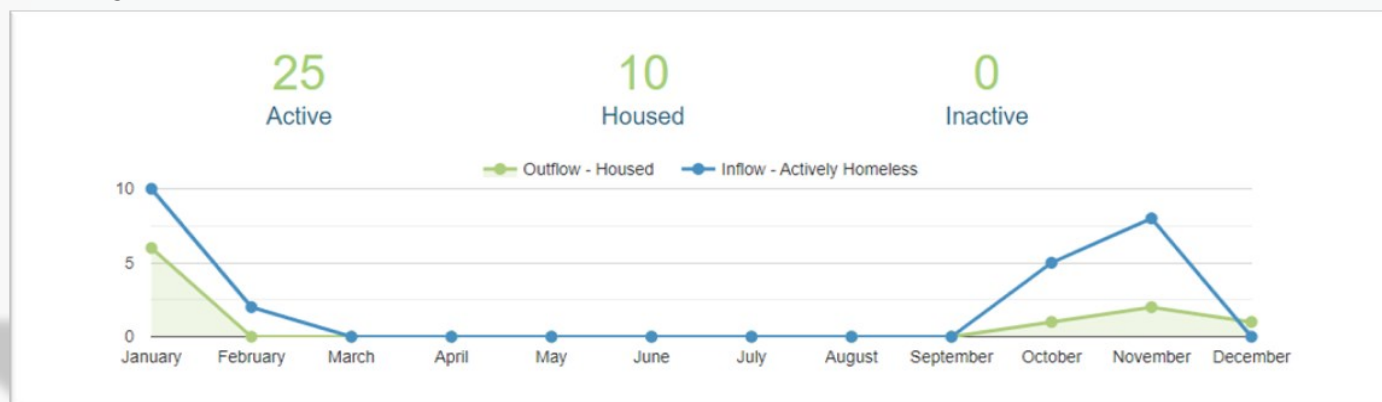 25 10 0
Active Housed Inactive
Outflow - Housed Inflow - Actively Homeless
10
5
0
January February March April May June July August September October November December